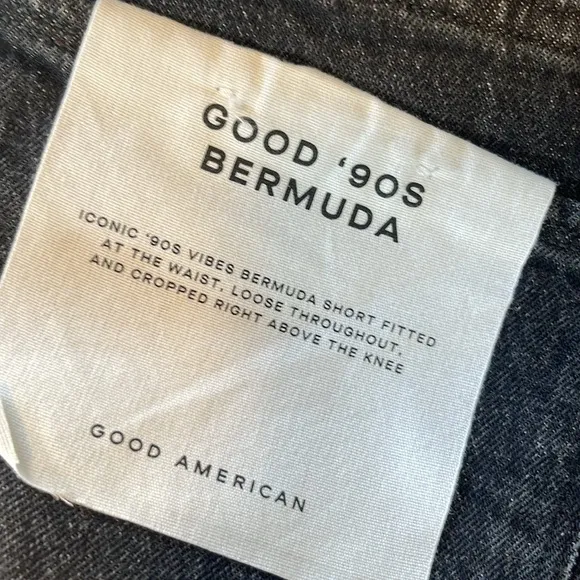 GOOD ‘90S
BERMUDA
ICONIC ‘90S VIBES BERMUDA SHORT FITTED
AT THE WAIST, LOOSE THROUGHOUT,
AND CROPPED RIGHT ABOVE THE KNEE
GOOD AMERICAN